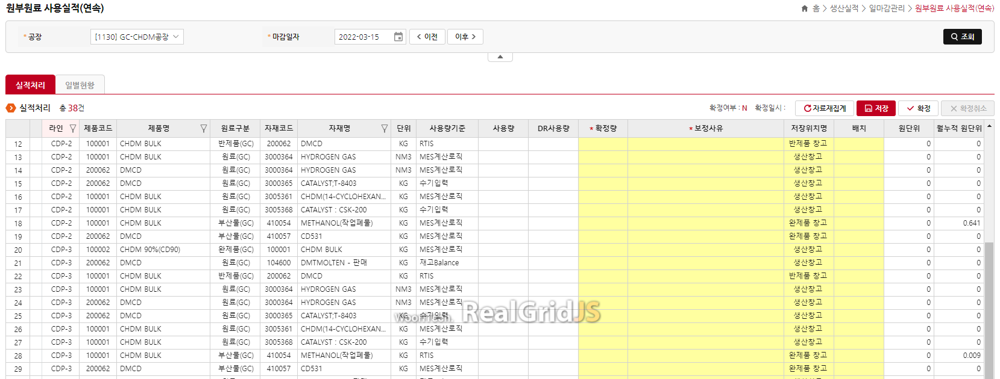 원부원료 사용실적(연속)
홈 > 생산실적 > 일마감관리 > 원부원료 사용실적(연속)
*공장 [1130] GC-CHDM공장 *마감일자 2022-03-15 < 이전 이후 > 조회
실적처리 일별현황
실적처리 총 38건 확정여부 : N 확정일시 : 자료재집계 저장 확정 확정취소
라인 제품코드 제품명 원료구분 자재코드 자재명 단위 사용량기준 사용량 DR사용량 *확정량 *보정사유 저장위치명 배치 원단위 월누적 원단위
12 CDP-2 100001 CHDM BULK 반제품(GC) 200062 DMCD KG RTIS 반제품 창고 0 0
13 CDP-2 100001 CHDM BULK 원료(GC) 3000364 HYDROGEN GAS NM3 MES계산로직 생산창고 0 0
14 CDP-2 200062 DMCD 원료(GC) 3000364 HYDROGEN GAS NM3 MES계산로직 생산창고 0 0
15 CDP-2 200062 DMCD 원료(GC) 3000365 CATALYST;T-8403 KG 수기입력 생산창고 0 0
16 CDP-2 100001 CHDM BULK 원료(GC) 3005361 CHDM(14-CYCLOHEXAN... KG MES계산로직 생산창고 0 0
17 CDP-2 100001 CHDM BULK 원료(GC) 3005368 CATALYST : CSK-200 KG 수기입력 생산창고 0 0
18 CDP-2 100001 CHDM BULK 부산물(GC) 410054 METHANOL(작업폐물) KG MES계산로직 완제품 창고 0 0.641
19 CDP-2 200062 DMCD 부산물(GC) 410057 CD531 KG MES계산로직 완제품 창고 0 0
20 CDP-3 100002 CHDM 90%(CD90) 완제품(GC) 100001 CHDM BULK KG MES계산로직 생산창고 0 0
21 CDP-3 200062 DMCD 원료(GC) 104600 DMTMOLTEN - 판매 KG 재고Balance 생산창고 0 0
22 CDP-3 100001 CHDM BULK 반제품(GC) 200062 DMCD KG RTIS 반제품 창고 0 0
23 CDP-3 100001 CHDM BULK 원료(GC) 3000364 HYDROGEN GAS NM3 MES계산로직 생산창고 0 0
24 CDP-3 200062 DMCD 원료(GC) 3000364 HYDROGEN GAS NM3 MES계산로직 생산창고 0 0
25 CDP-3 200062 DMCD 원료(GC) 3000365 CATALYST;T-8403 KG 수기입력 생산창고 0 0
WooriTech. RealGridJS
26 CDP-3 100001 CHDM BULK 원료(GC) 3005361 CHDM(14-CYCLOHEXAN... KG MES계산로직 생산창고 0 0
27 CDP-3 100001 CHDM BULK 원료(GC) 3005368 CATALYST : CSK-200 KG 수기입력 생산창고 0 0
28 CDP-3 100001 CHDM BULK 부산물(GC) 410054 METHANOL(작업폐물) KG RTIS 완제품 창고 0 0.009
29 CDP-3 200062 DMCD 부산물(GC) 410057 CD531 KG MES계산로직 완제품 창고 0 0